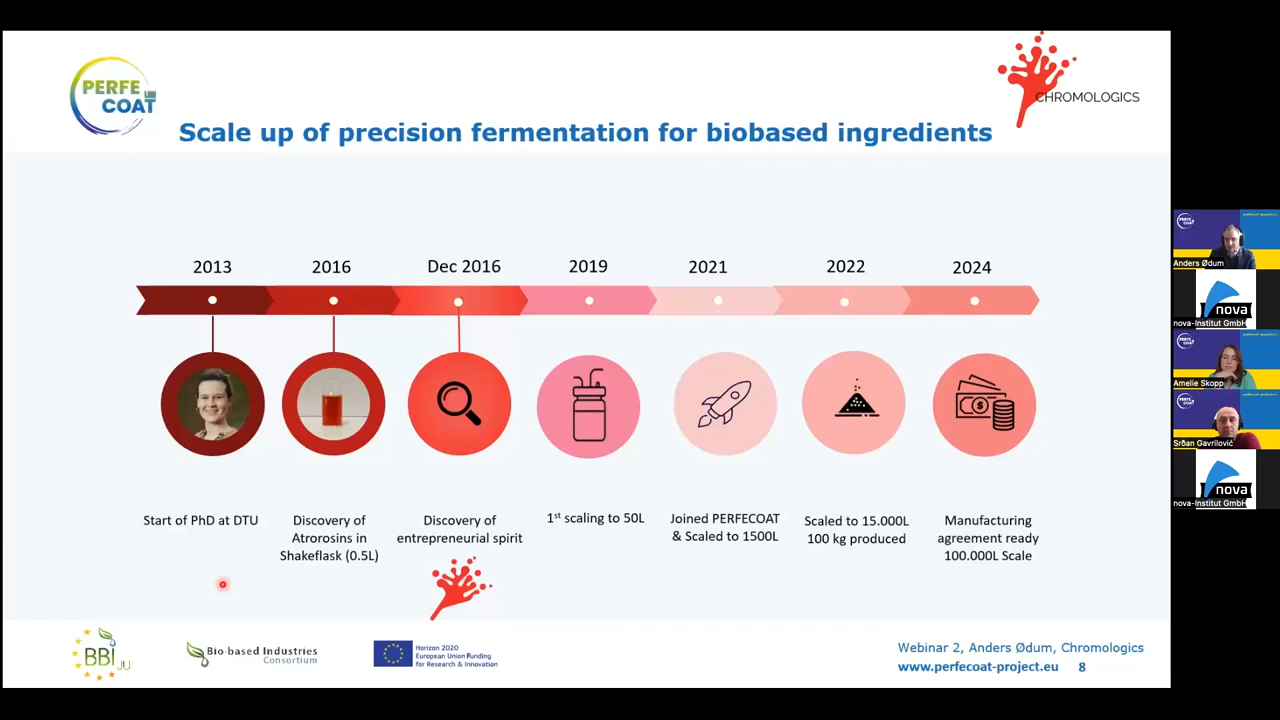 PERFE
COAT
CHROMOLOGICS
Scale up of precision fermentation for biobased ingredients
2013
2016
Dec 2016
2019
2021
2022
2024
Start of PhD at DTU
Discovery of
Atrorosins in
Shakeflask (0.5L)
Discovery of
entrepreneurial spirit
1st scaling to 50L
Joined PERFECOAT
& Scaled to 1500L
Scaled to 15.000L
100 kg produced
Manufacturing
agreement ready
100.000L Scale
BBI JU
Bio-based Industries
Consortium
Horizon 2020
European Union Funding
for Research & Innovation
Webinar 2, Anders Ødum, Chromologics
www.perfecoat-project.eu 8
Anders Ødum
nova
nova-Institut GmbH
Amelie Skopp
Srđan Gavrilović
nova
nova-Institut GmbH